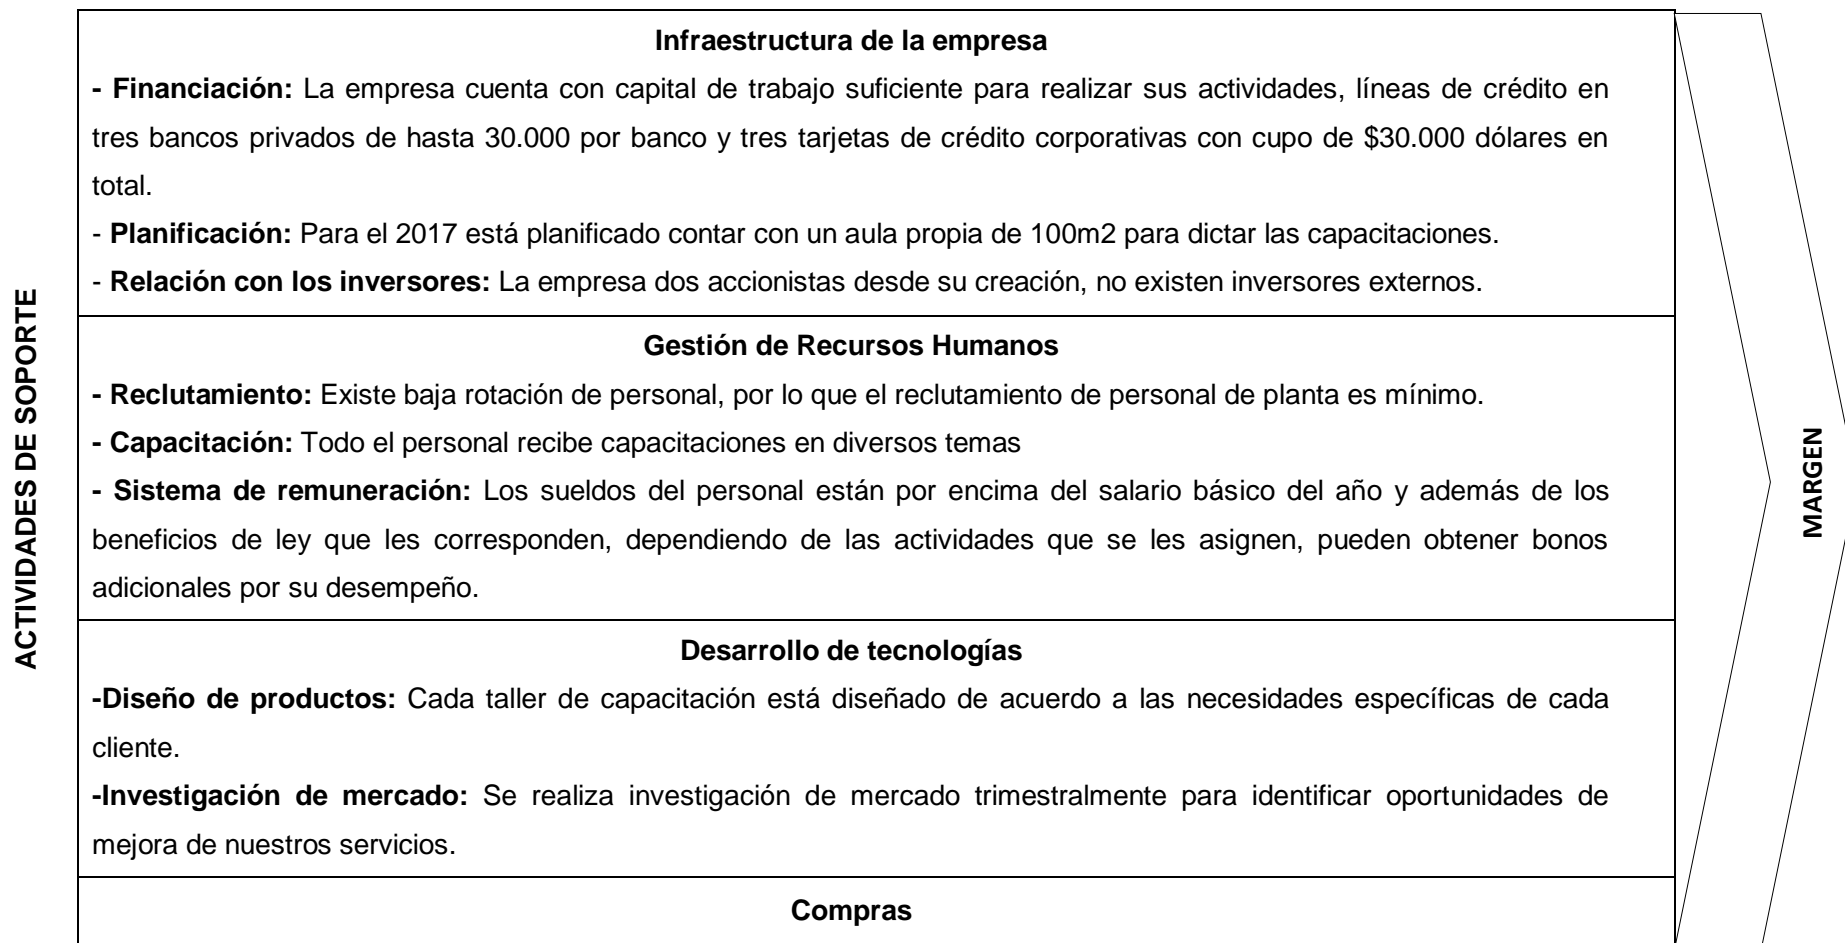 ACTIVIDADES DE SOPORTE
Infraestructura de la empresa
- Financiación: La empresa cuenta con capital de trabajo suficiente para realizar sus actividades, líneas de crédito en
tres bancos privados de hasta 30.000 por banco y tres tarjetas de crédito corporativas con cupo de $30.000 dólares en
total.
- Planificación: Para el 2017 está planificado contar con un aula propia de 100m2 para dictar las capacitaciones.
- Relación con los inversores: La empresa dos accionistas desde su creación, no existen inversores externos.
Gestión de Recursos Humanos
- Reclutamiento: Existe baja rotación de personal, por lo que el reclutamiento de personal de planta es mínimo.
- Capacitación: Todo el personal recibe capacitaciones en diversos temas
- Sistema de remuneración: Los sueldos del personal están por encima del salario básico del año y además de los
beneficios de ley que les corresponden, dependiendo de las actividades que se les asignen, pueden obtener bonos
adicionales por su desempeño.
Desarrollo de tecnologías
-Diseño de productos: Cada taller de capacitación está diseñado de acuerdo a las necesidades específicas de cada
cliente.
-Investigación de mercado: Se realiza investigación de mercado trimestralmente para identificar oportunidades de
mejora de nuestros servicios.
Compras
MARGEN